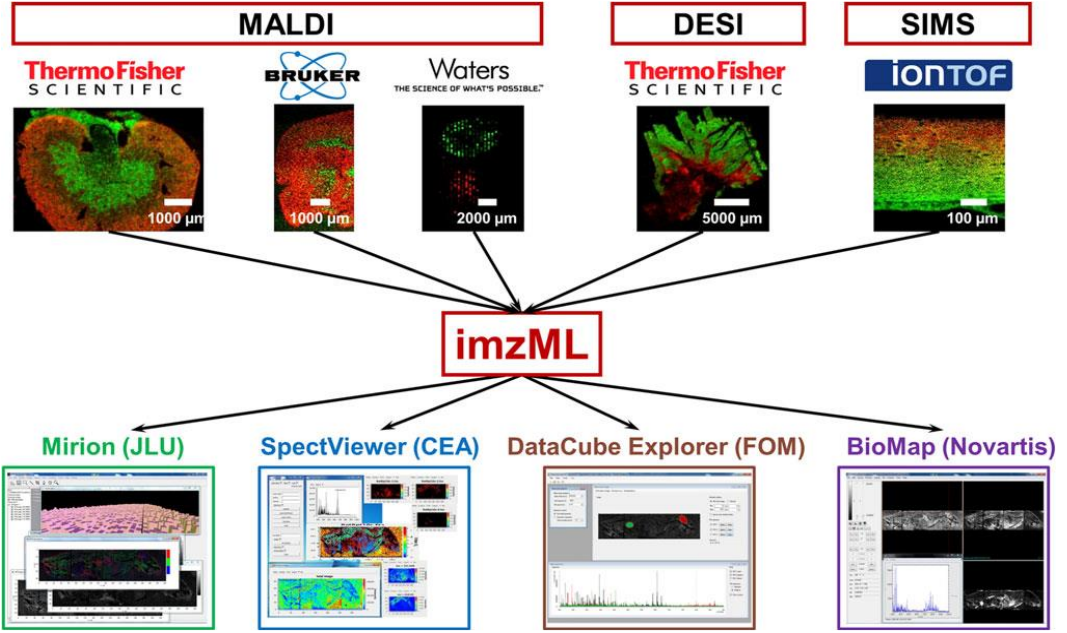 MALDI
DESI
SIMS
ThermoFisher
SCIENTIFIC
BRUKER
Waters
THE SCIENCE OF WHAT'S POSSIBLE.™
ThermoFisher
SCIENTIFIC
ionTOF
1000 µm
1000 µm
2000 µm
5000 µm
100 µm
imzML
Mirion (JLU)
SpectViewer (CEA)
DataCube Explorer (FOM)
BioMap (Novartis)